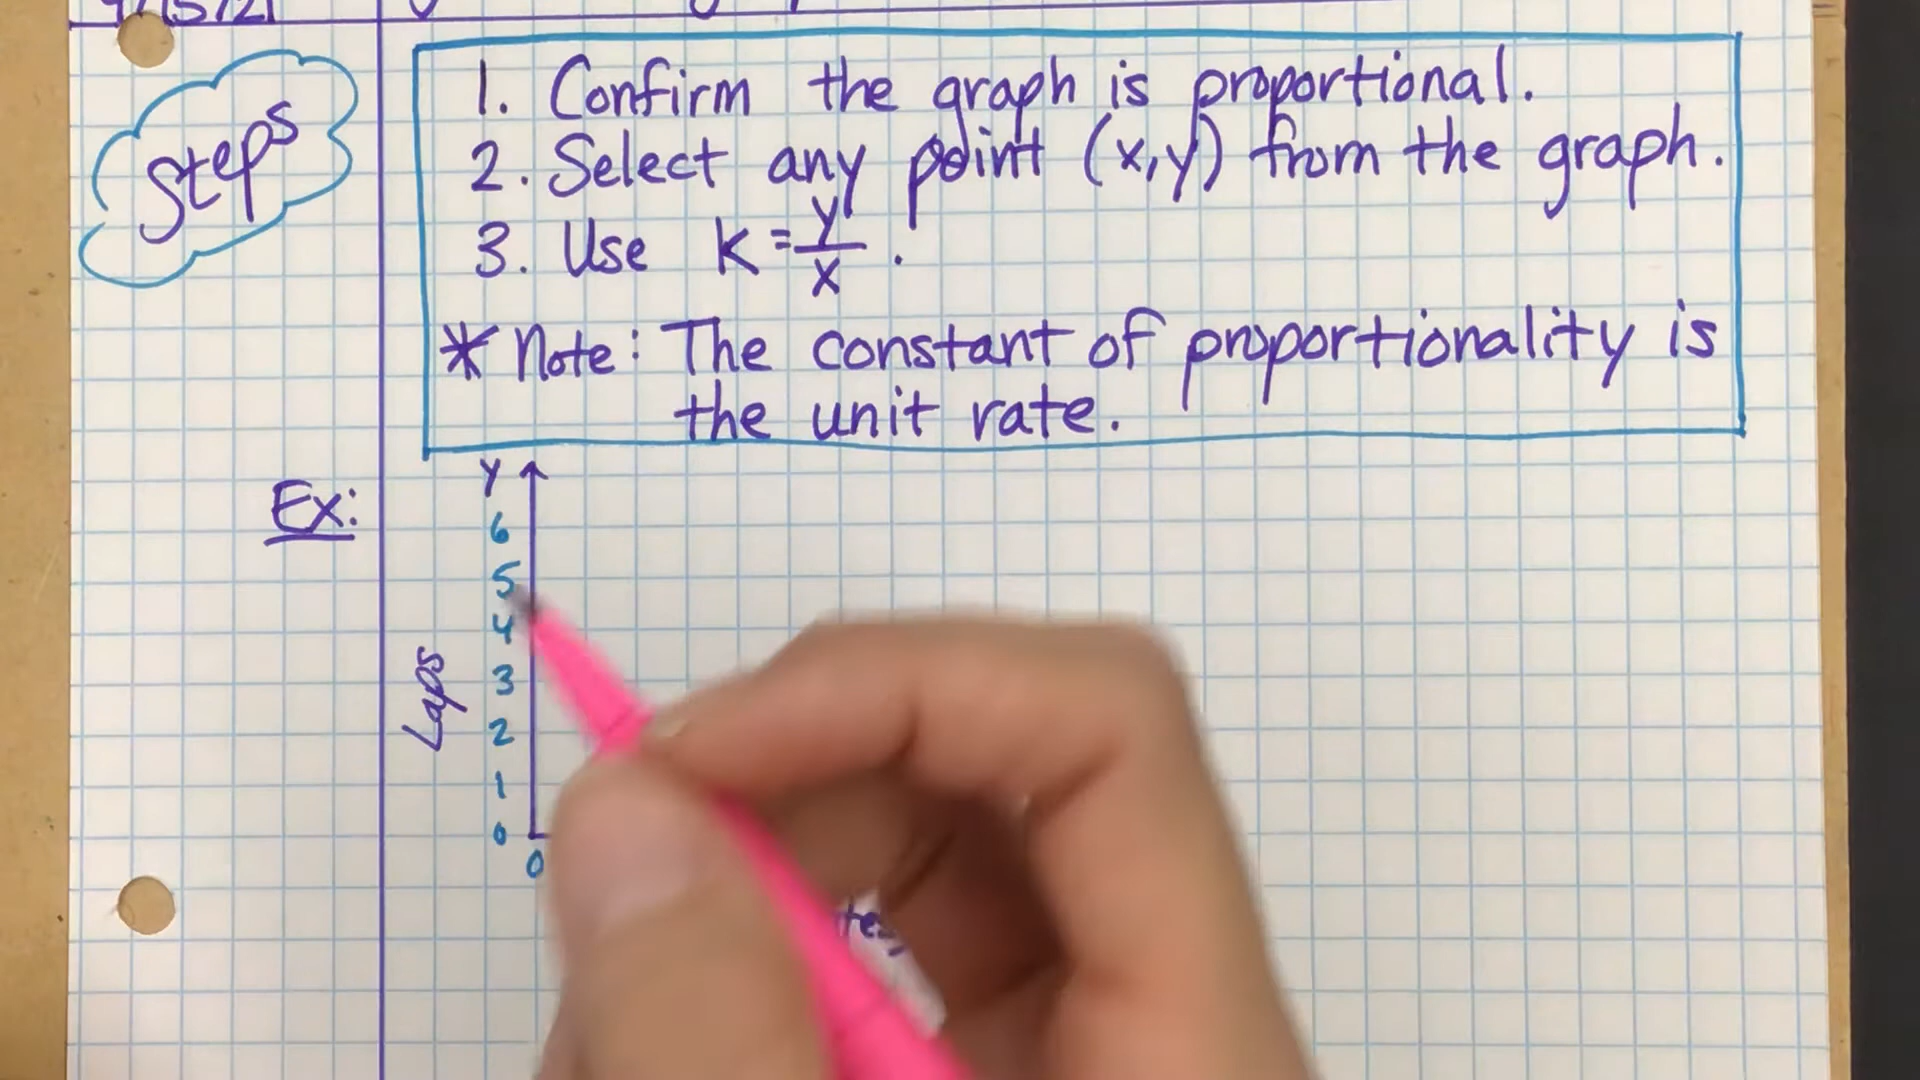 Steps
1. Confirm the graph is proportional.
2. Select any point (x,y) from the graph.
3. Use k = y/x.
* Note: The constant of proportionality is
the unit rate.
Ex:
y
6
5
4
3
2
1
0
0
Laps